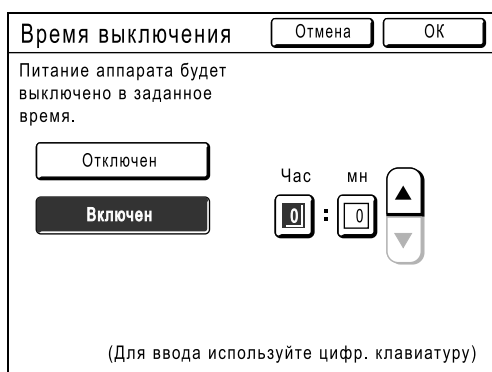 Время выключения Отмена ОК
Питание аппарата будет
выключено в заданное
время.
Отключен
Включен
Час мн
0 : 0
(Для ввода используйте цифр. клавиатуру)